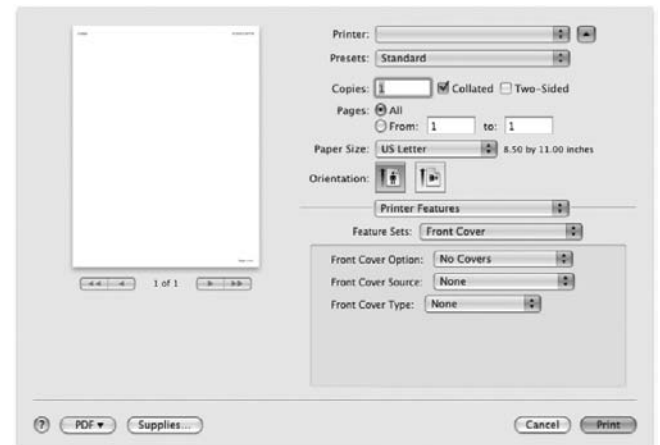 Printer:
Presets: Standard
Copies: 1 Collated Two-Sided
Pages: All
From: 1 to: 1
Paper Size: US Letter 8.50 by 11.00 inches
Orientation:
Printer Features
Feature Sets: Front Cover
Front Cover Option: No Covers
Front Cover Source: None
Front Cover Type: None
1 of 1
? PDF Supplies... Cancel Print